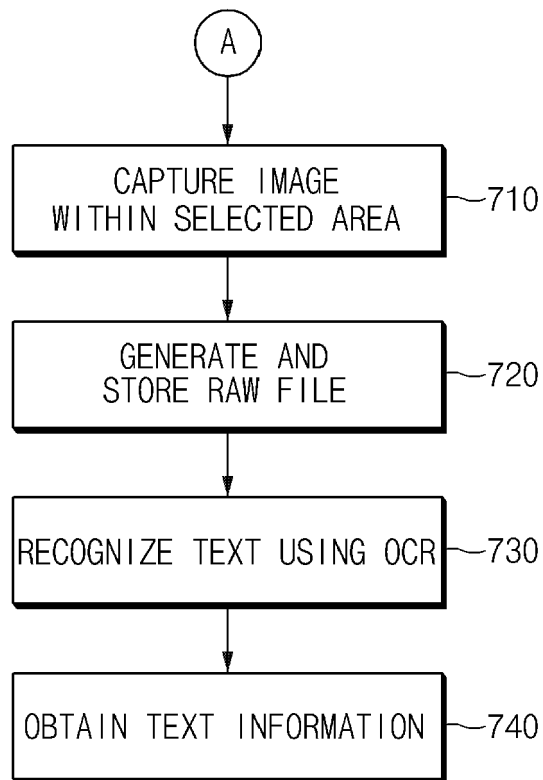 A
CAPTURE IMAGE
WITHIN SELECTED AREA
710
GENERATE AND
STORE RAW FILE
720
RECOGNIZE TEXT USING OCR
730
OBTAIN TEXT INFORMATION
740